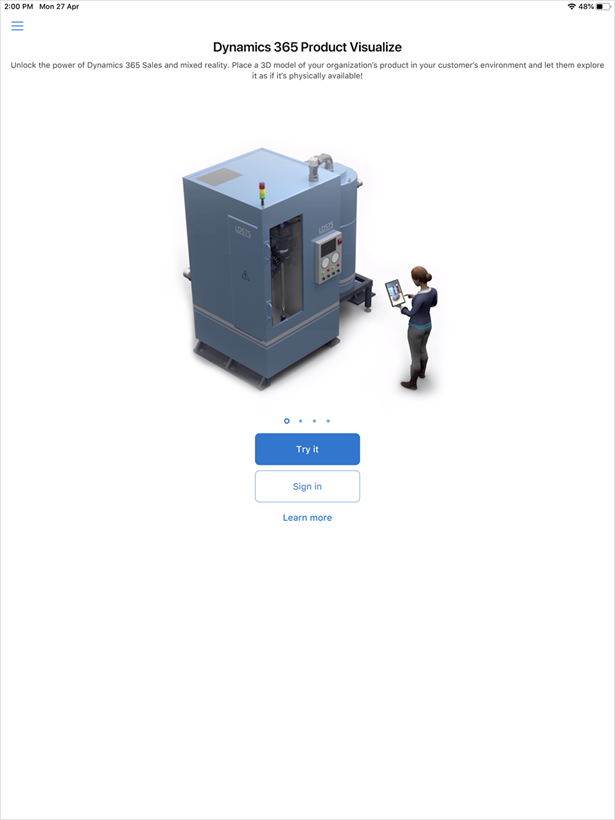 2:00 PM Mon 27 Apr 48%
Dynamics 365 Product Visualize
Unlock the power of Dynamics 365 Sales and mixed reality. Place a 3D model of your organization's product in your customer's environment and let them explore
it as if it's physically available!
LDS75 LDS75
Try it
Sign in
Learn more